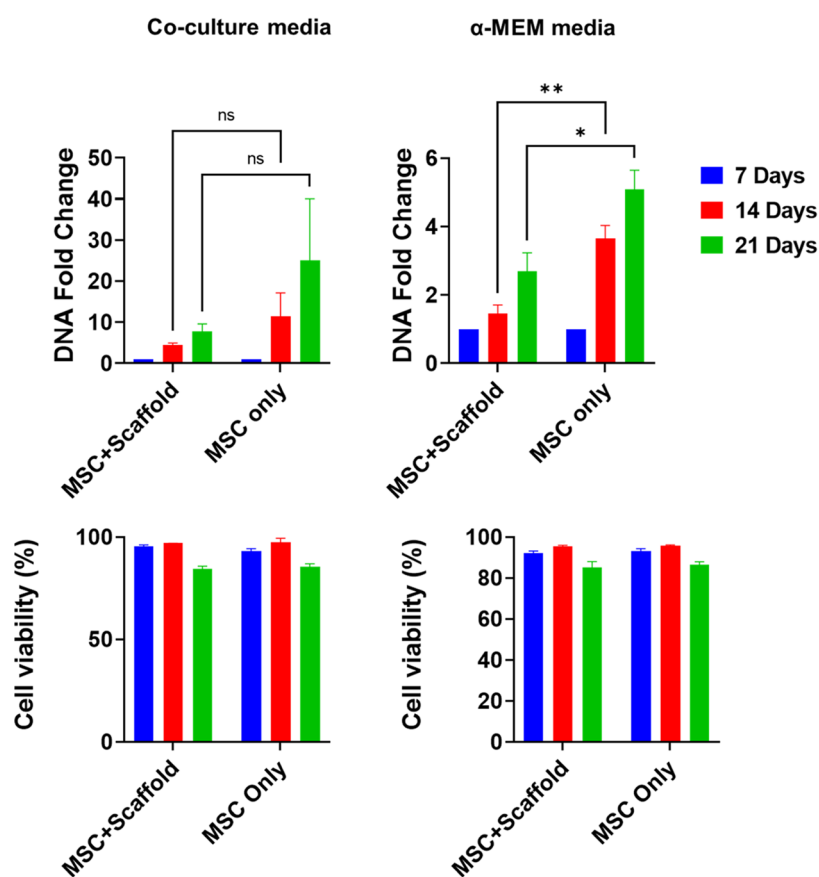 Co-culture media
α-MEM media
ns
ns
**
*
DNA Fold Change
50
40
30
20
10
0
MSC+Scaffold
MSC only
DNA Fold Change
6
4
2
0
MSC+Scaffold
MSC only
7 Days
14 Days
21 Days
Cell viability (%)
100
50
0
MSC+Scaffold
MSC Only
Cell viability (%)
100
80
60
40
20
0
MSC+Scaffold
MSC Only